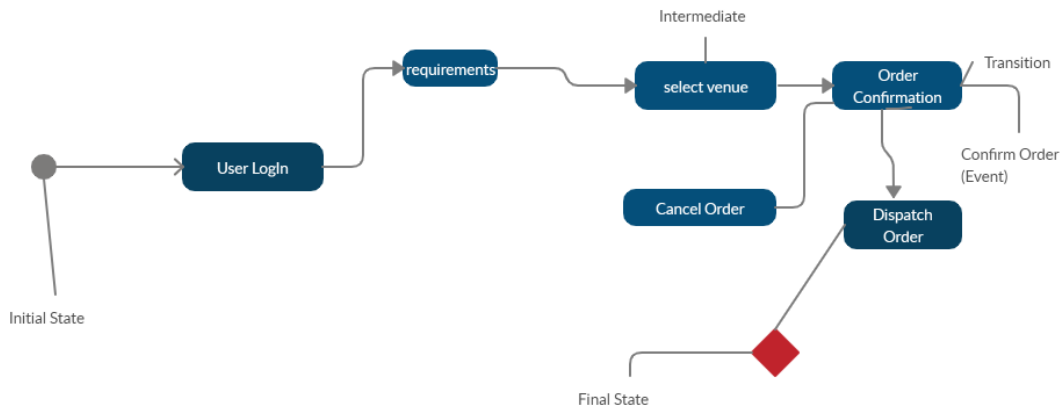 Intermediate
requirements
Order
Confirmation
Transition
select venue
User LogIn
Confirm Order
(Event)
Cancel Order
Dispatch
Order
Initial State
Final State